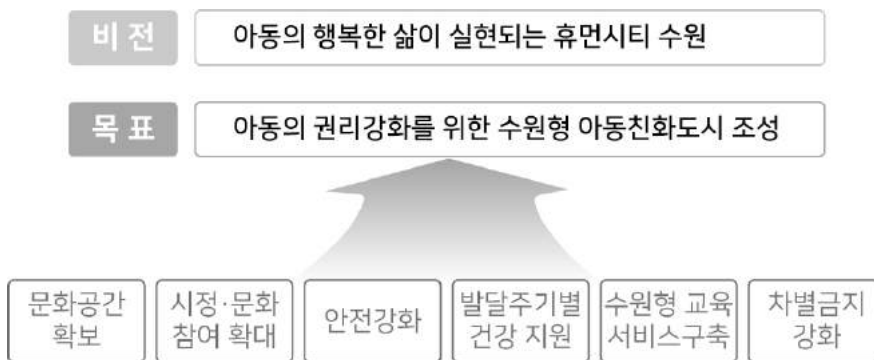 비전
아동의 행복한 삶이 실현되는 휴먼시티 수원
목표
아동의 권리강화를 위한 수원형 아동친화도시 조성
문화공간
확보
시정·문화
참여 확대
안전강화
발달주기별
건강 지원
수원형 교육
서비스구축
차별금지
강화